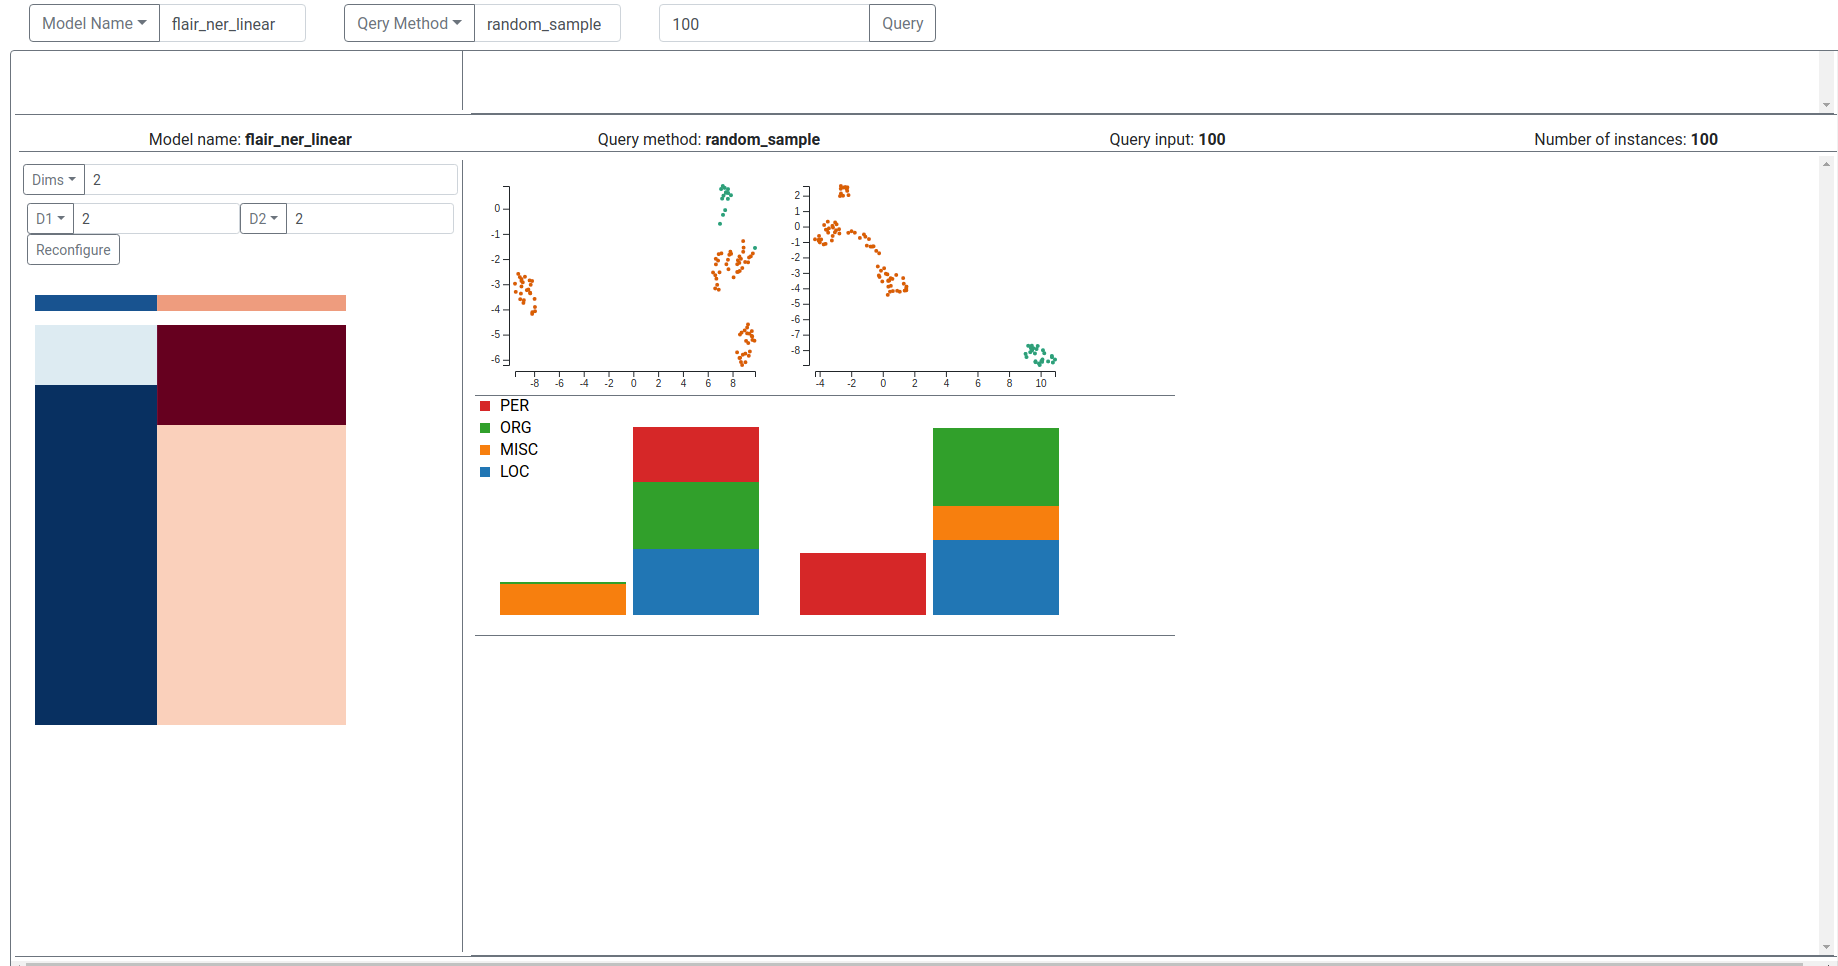 Model Name flair_ner_linear Qery Method random_sample 100 Query
Model name: flair_ner_linear Query method: random_sample Query input: 100 Number of instances: 100
Dims 2
D1 2 D2 2
Reconfigure
0
-1
-2
-3
-4
-5
-6
-8 -6 -4 -2 0 2 4 6 8
2
1
0
-1
-2
-3
-4
-5
-6
-7
-8
-4 -2 0 2 4 6 8 10
PER
ORG
MISC
LOC